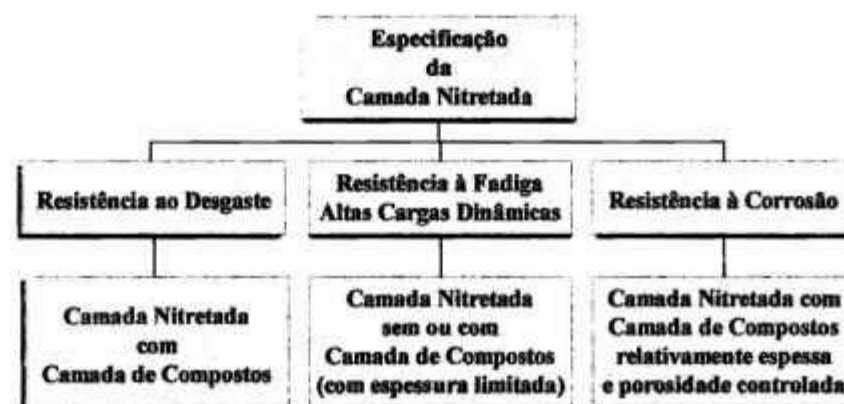 Especificação
da
Camada Nitretada
Resistência ao Desgaste
Resistência à Fadiga
Altas Cargas Dinâmicas
Resistência à Corrosão
Camada Nitretada
com
Camada de Compostos
Camada Nitretada
sem ou com
Camada de Compostos
(com espessura limitada)
Camada Nitretada com
Camada de Compostos
relativamente espessa
e porosidade controlada